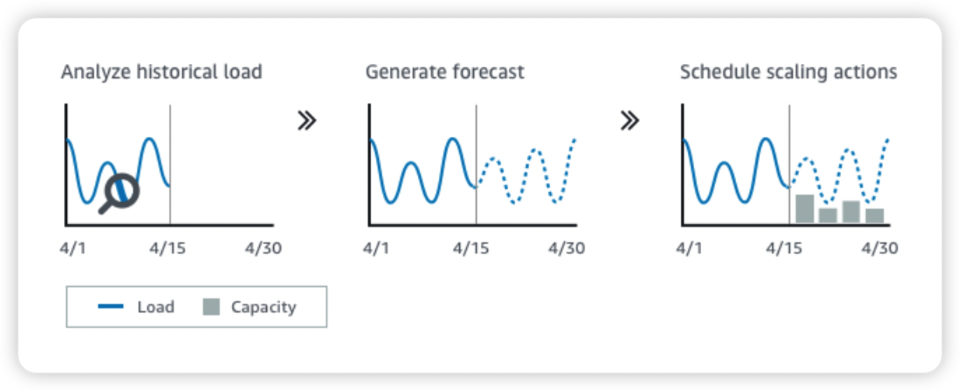 Analyze historical load
Generate forecast
Schedule scaling actions
4/1 4/15 4/30
4/1 4/15 4/30
4/1 4/15 4/30
Load
Capacity